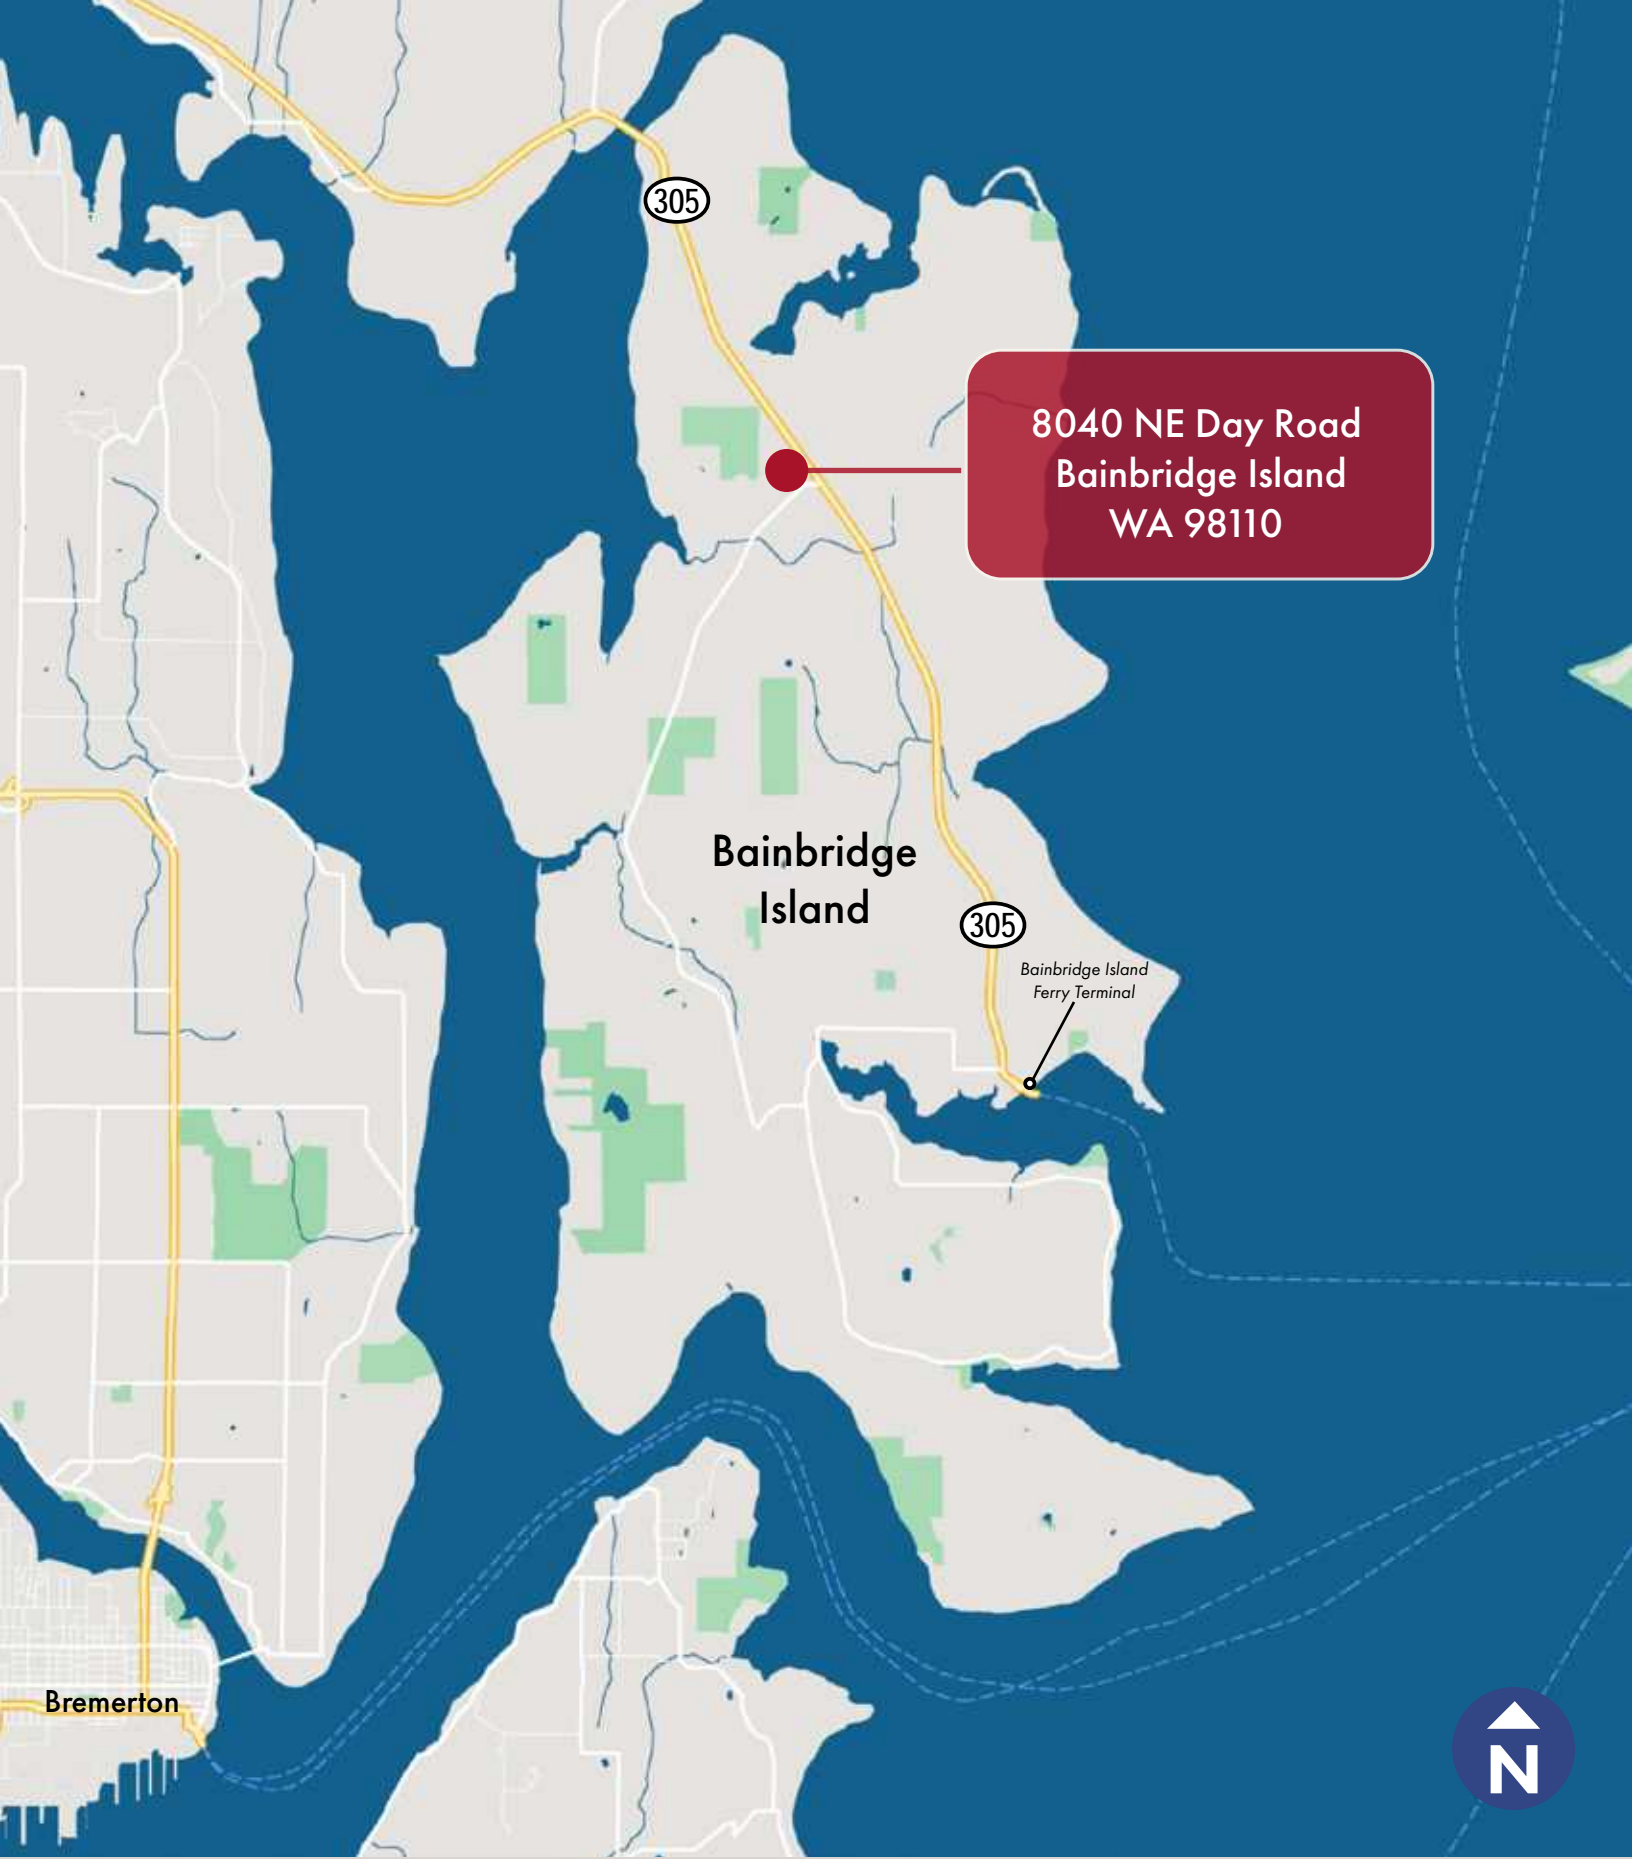 305
8040 NE Day Road
Bainbridge Island
WA 98110
Bainbridge
Island
305
Bainbridge Island
Ferry Terminal
Bremerton
N